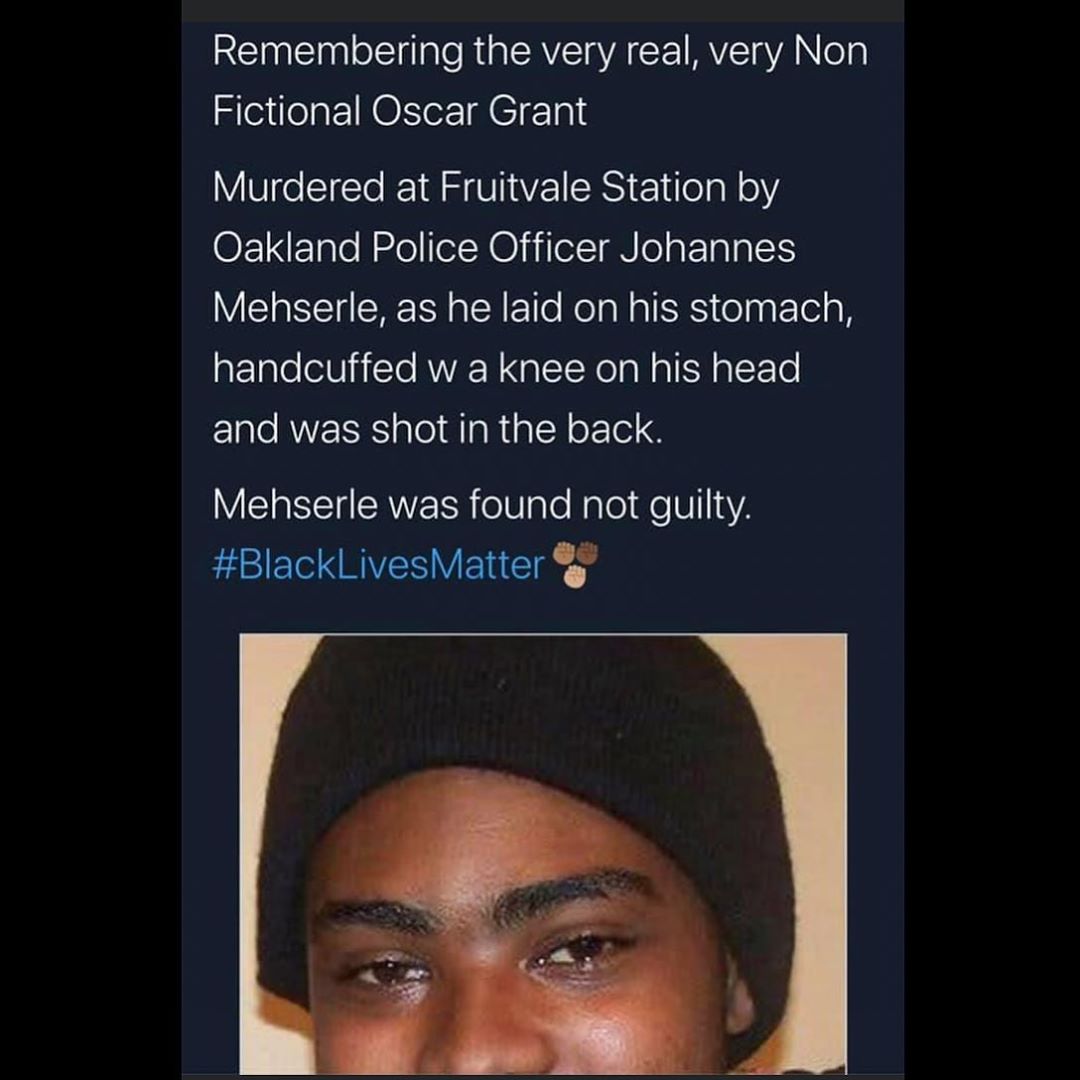 Remembering the very real, very Non
Fictional Oscar Grant
Murdered at Fruitvale Station by
Oakland Police Officer Johannes
Mehserle, as he laid on his stomach,
handcuffed w a knee on his head
and was shot in the back.
Mehserle was found not guilty.
#BlackLivesMatter✊🏽✊🏾✊🏼